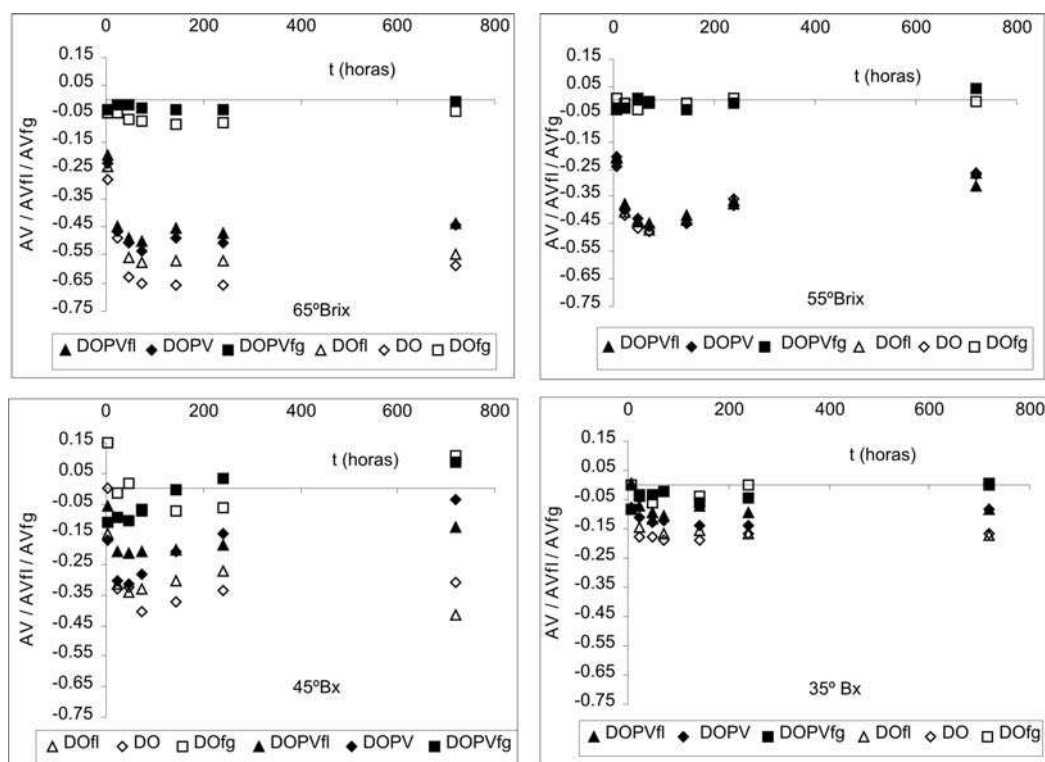 0 200 400 600 800
0.15
0.05
-0.05
-0.15
-0.25
-0.35
-0.45
-0.55
-0.65
-0.75
t (horas)
AV / AVfl / AVfg
65ºBrix
DOPVfl DOPV DOPVfg DOfl DO DOfg
0 200 400 600 800
0.15
0.05
-0.05
-0.15
-0.25
-0.35
-0.45
-0.55
-0.65
-0.75
t (horas)
AV / AVfl / AVfg
55ºBrix
DOPVfl DOPV DOPVfg DOfl DO DOfg
0 200 400 600 800
0.15
0.05
-0.05
-0.15
-0.25
-0.35
-0.45
-0.55
-0.65
-0.75
t (horas)
AV / AVfl / AVfg
45ºBx
DOfl DO DOfg DOPVfl DOPV DOPVfg
0 200 400 600 800
0.15
0.05
-0.05
-0.15
-0.25
-0.35
-0.45
-0.55
-0.65
-0.75
t (horas)
AV / AVfl / AVfg
35º Bx
DOPVfl DOPV DOPVfg DOfl DO DOfg